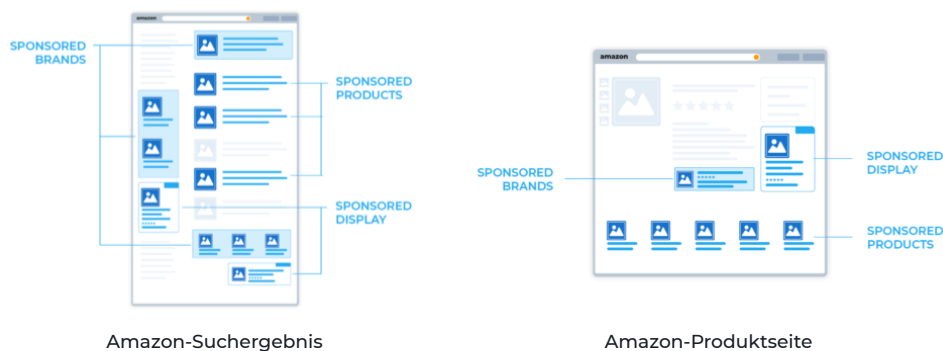 amazon
SPONSORED
BRANDS
SPONSORED
PRODUCTS
SPONSORED
DISPLAY
Amazon-Suchergebnis
amazon
SPONSORED
DISPLAY
SPONSORED
BRANDS
SPONSORED
PRODUCTS
Amazon-Produktseite